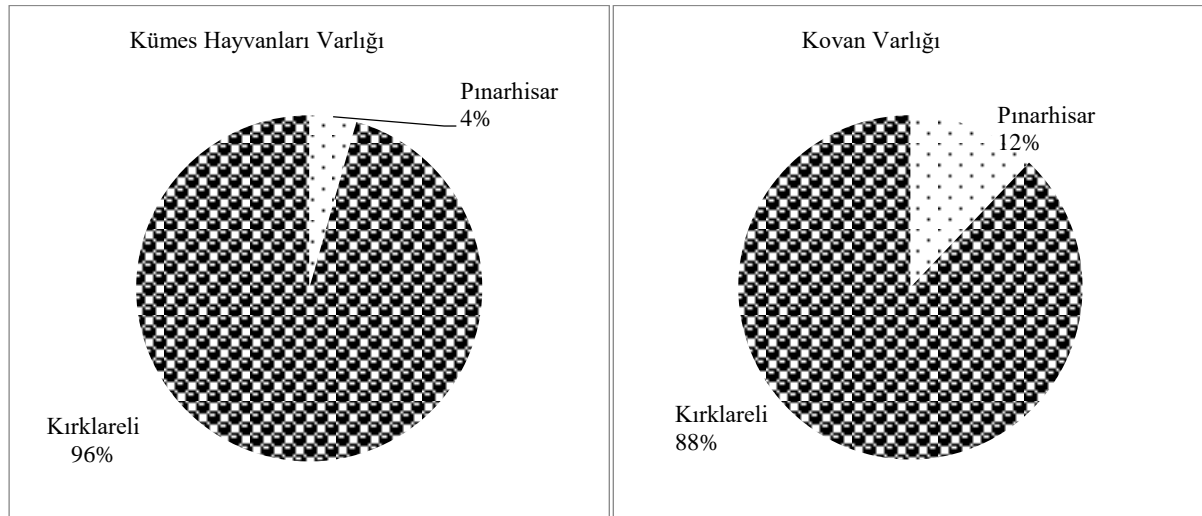 Kümes Hayvanları Varlığı
Pınarhisar
4%
Kırklareli
96%
Kovan Varlığı
Pınarhisar
12%
Kırklareli
88%